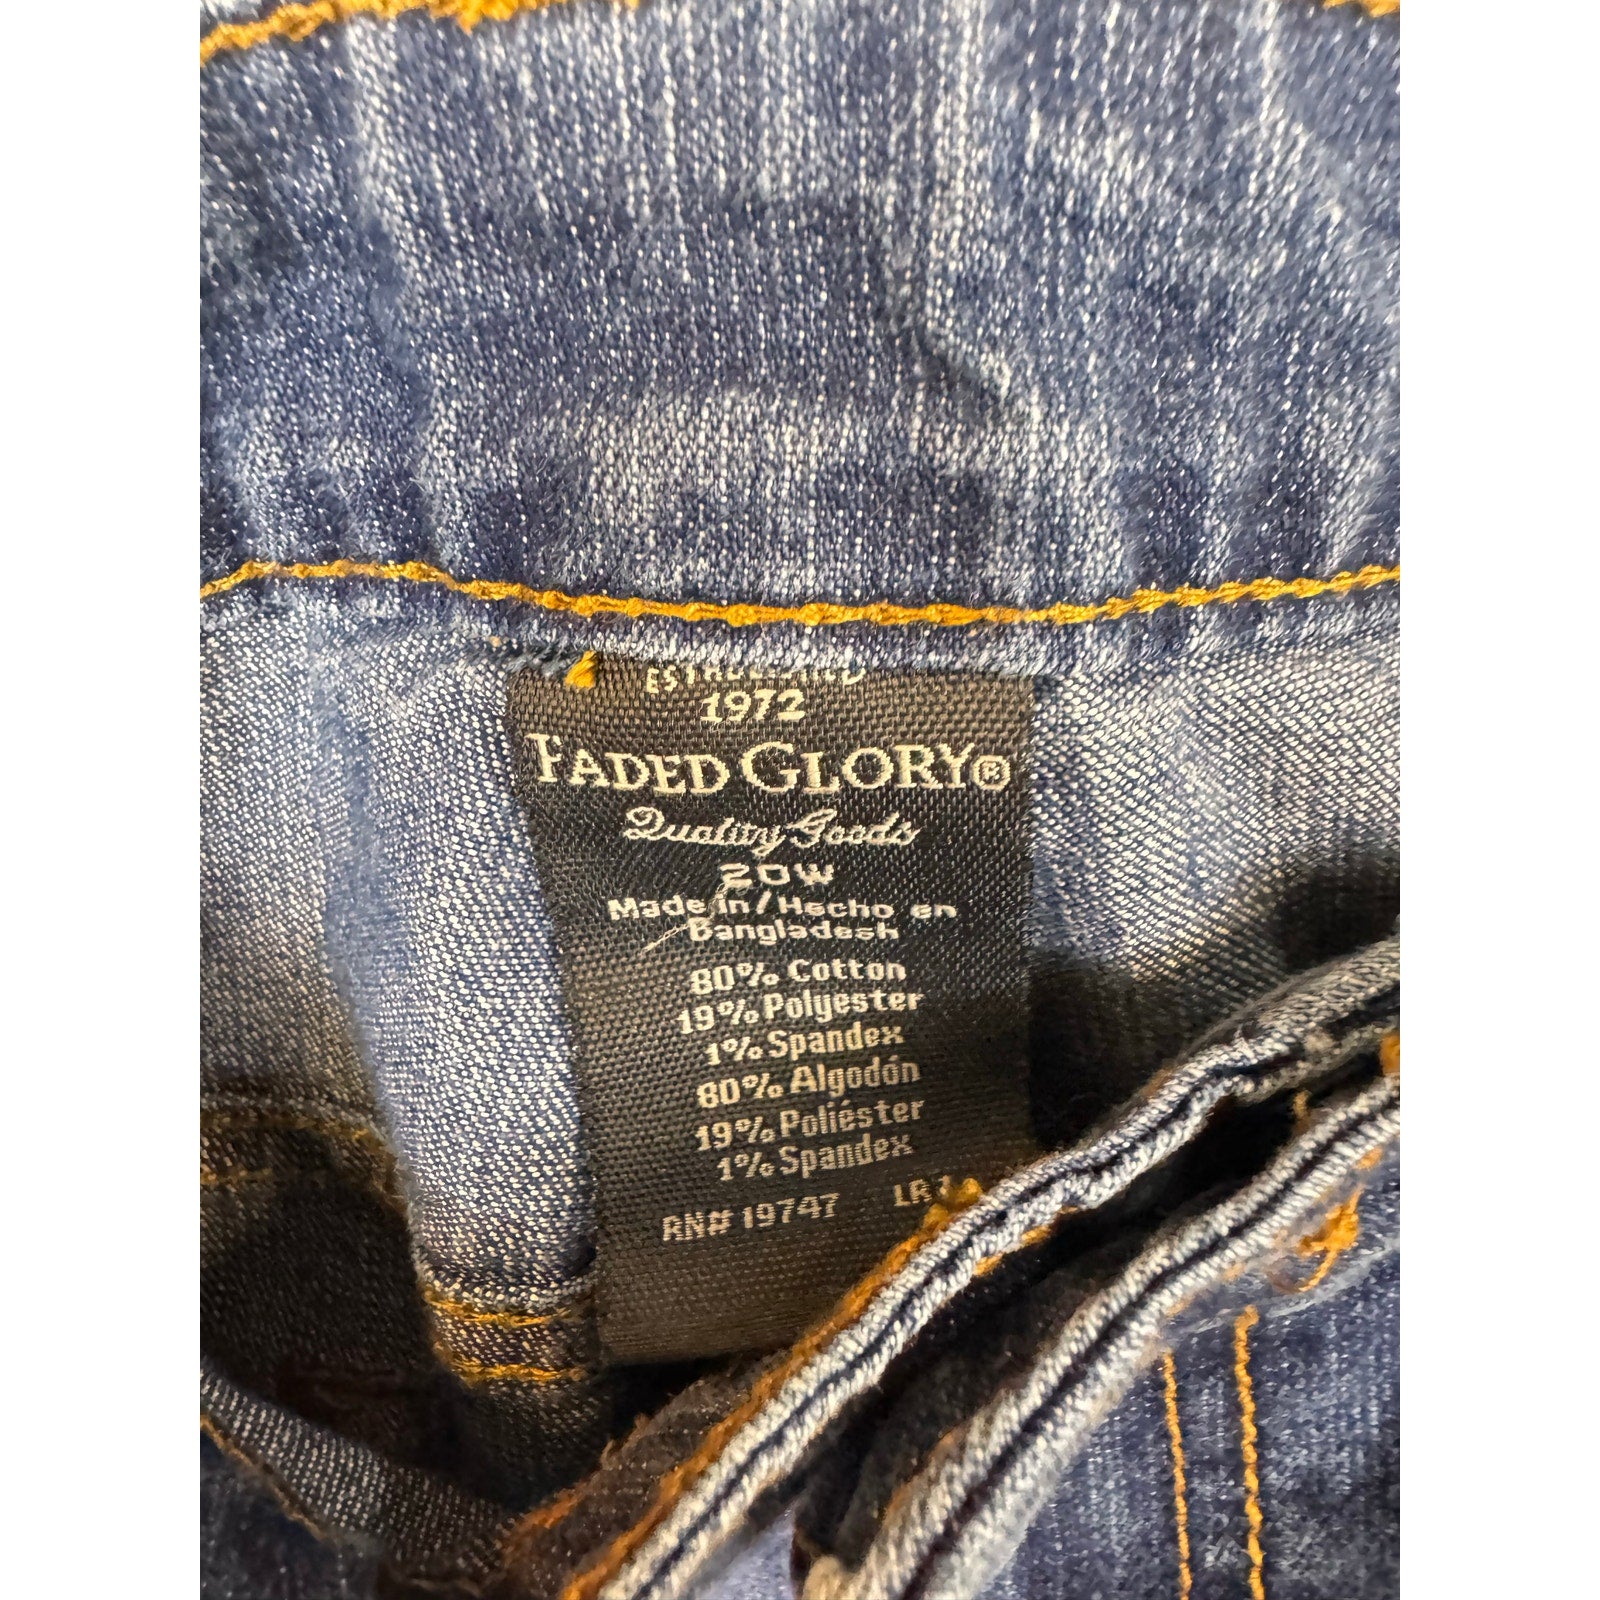 ESTABLISHED
1972
FADED GLORY®
Quality Goods
20W
Made in/Hecho en
Bangladesh
80% Cotton
19% Polyester
1% Spandex
80% Algodón
19% Poliéster
1% Spandex
RN# 19747